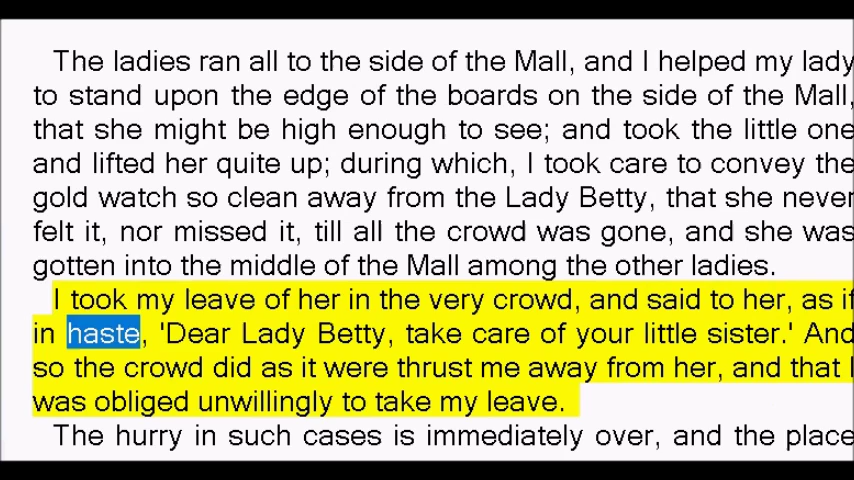 The ladies ran all to the side of the Mall, and I helped my lady
to stand upon the edge of the boards on the side of the Mall,
that she might be high enough to see; and took the little one
and lifted her quite up; during which, I took care to convey the
gold watch so clean away from the Lady Betty, that she never
felt it, nor missed it, till all the crowd was gone, and she was
gotten into the middle of the Mall among the other ladies.
I took my leave of her in the very crowd, and said to her, as if
in haste, 'Dear Lady Betty, take care of your little sister.' And
so the crowd did as it were thrust me away from her, and that I
was obliged unwillingly to take my leave.
The hurry in such cases is immediately over, and the place